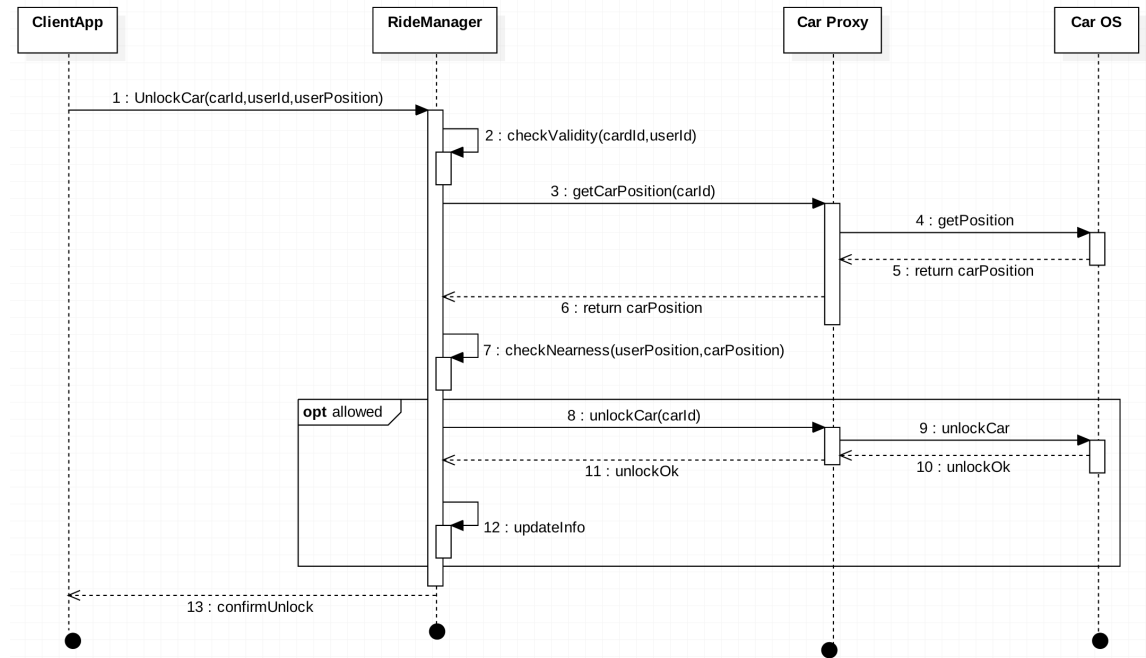 ClientApp
RideManager
Car Proxy
Car OS
1 : UnlockCar(carId,userId,userPosition)
2 : checkValidity(cardId,userId)
3 : getCarPosition(carId)
4 : getPosition
5 : return carPosition
6 : return carPosition
7 : checkNearness(userPosition,carPosition)
opt allowed
8 : unlockCar(carId)
9 : unlockCar
10 : unlockOk
11 : unlockOk
12 : updateInfo
13 : confirmUnlock